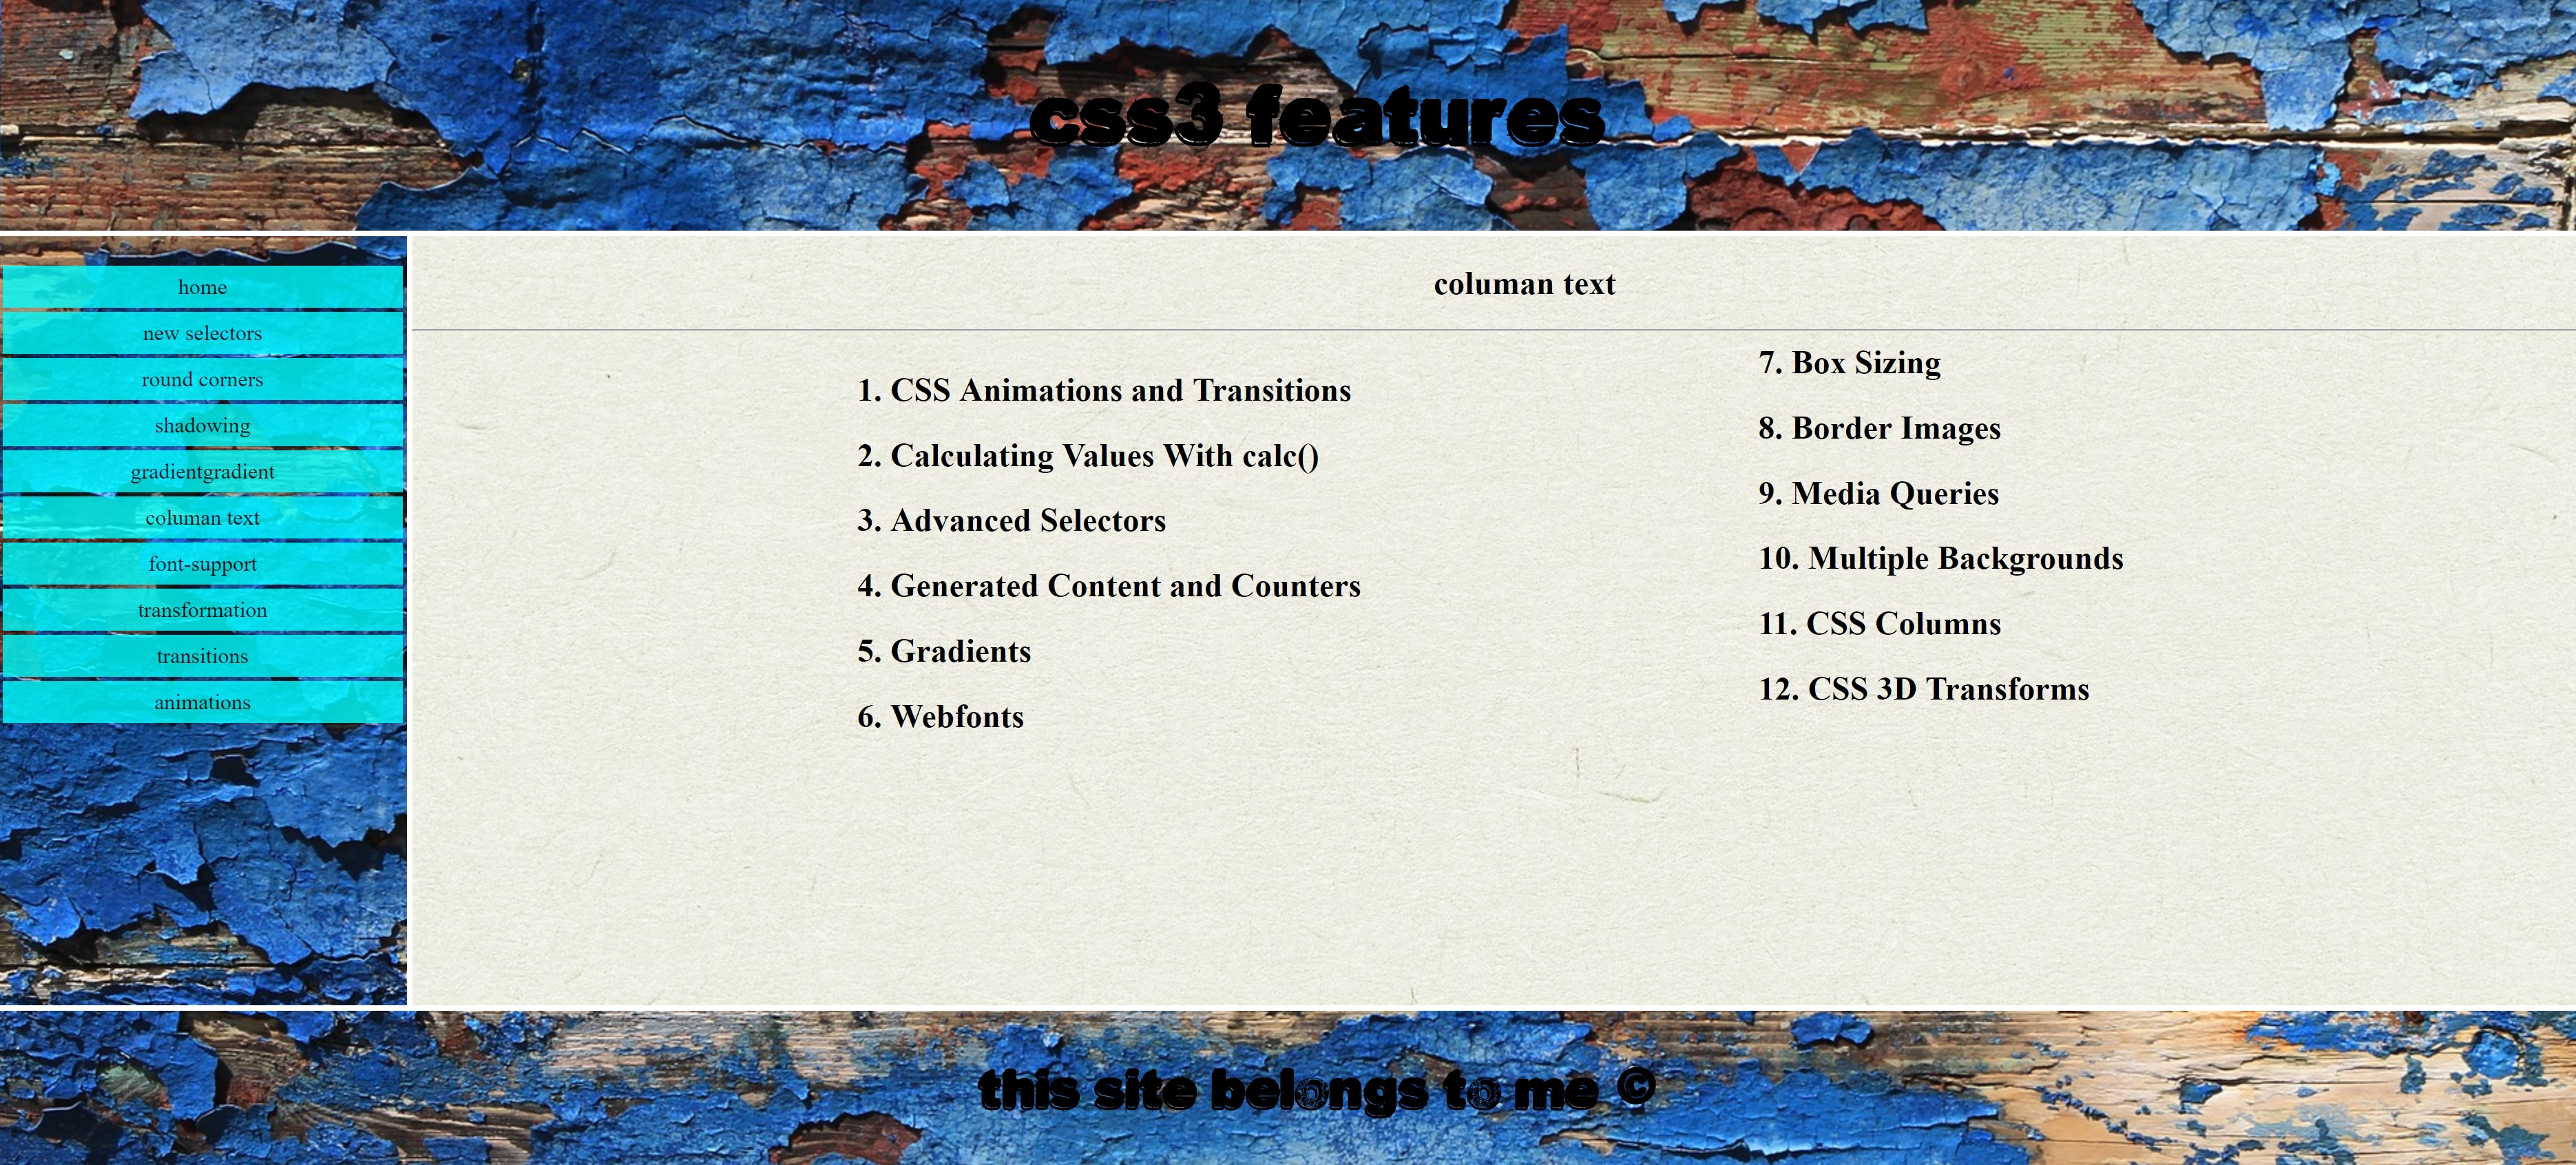 css3 features
home
new selectors
round corners
shadowing
gradientgradient
columan text
font-support
transformation
transitions
animations
columan text
1. CSS Animations and Transitions
2. Calculating Values With calc()
3. Advanced Selectors
4. Generated Content and Counters
5. Gradients
6. Webfonts
7. Box Sizing
8. Border Images
9. Media Queries
10. Multiple Backgrounds
11. CSS Columns
12. CSS 3D Transforms
this site belongs to me ©